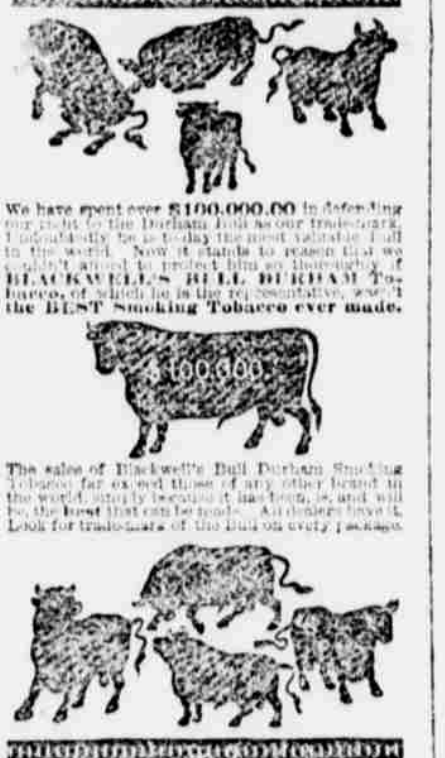 We have spent over $100,000.00 in defending
our right to the Durham Bull as our trade-mark.
Undoubtedly he is to-day the most valuable Bull
in the world. Now it stands to reason that we
couldn't afford to protect him so thoroughly if
BLACKWELL'S BULL DURHAM To-
bacco, of which he is the representative, wasn't
the BEST Smoking Tobacco ever made.
$100,000.
The sales of Blackwell's Bull Durham Smoking
Tobacco far exceed those of any other brand in
the world, simply because it has been, is, and will
be, the best that can be made. All dealers have it.
Look for trade-mark of the Bull on every package.